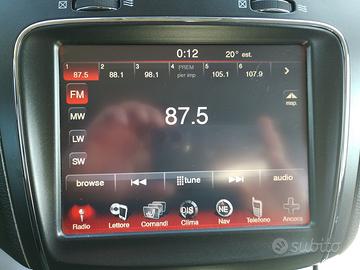 0:12 20° est.
1 2 3 4 PREM 5 6
87.5 88.1 98.1 per imp 105.1 107.9
FM
MW
LW
SW
87.5
map.
browse tune audio
DIS NE
Radio Lettore Comandi Clima Nav Telefono Ancora
subito